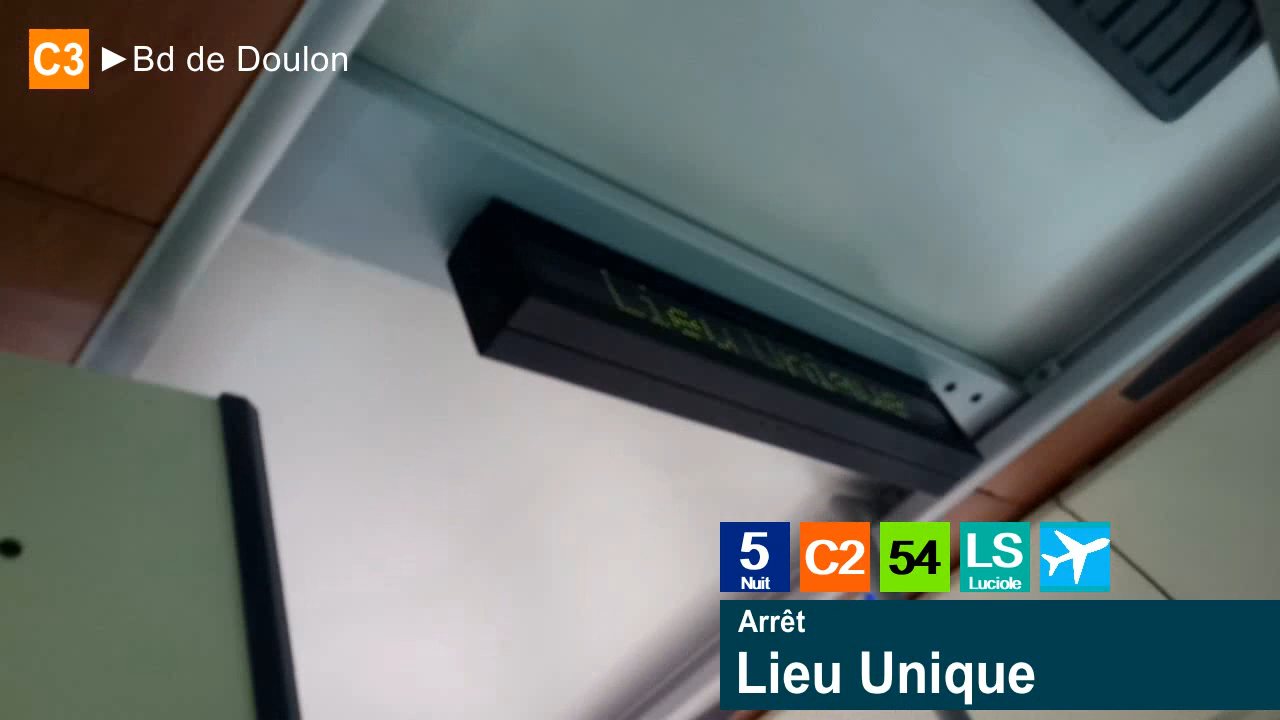 C3 ►Bd de Doulon
Lieu Unique
5 C2 54 LS
Nuit Luciole
Arrêt
Lieu Unique